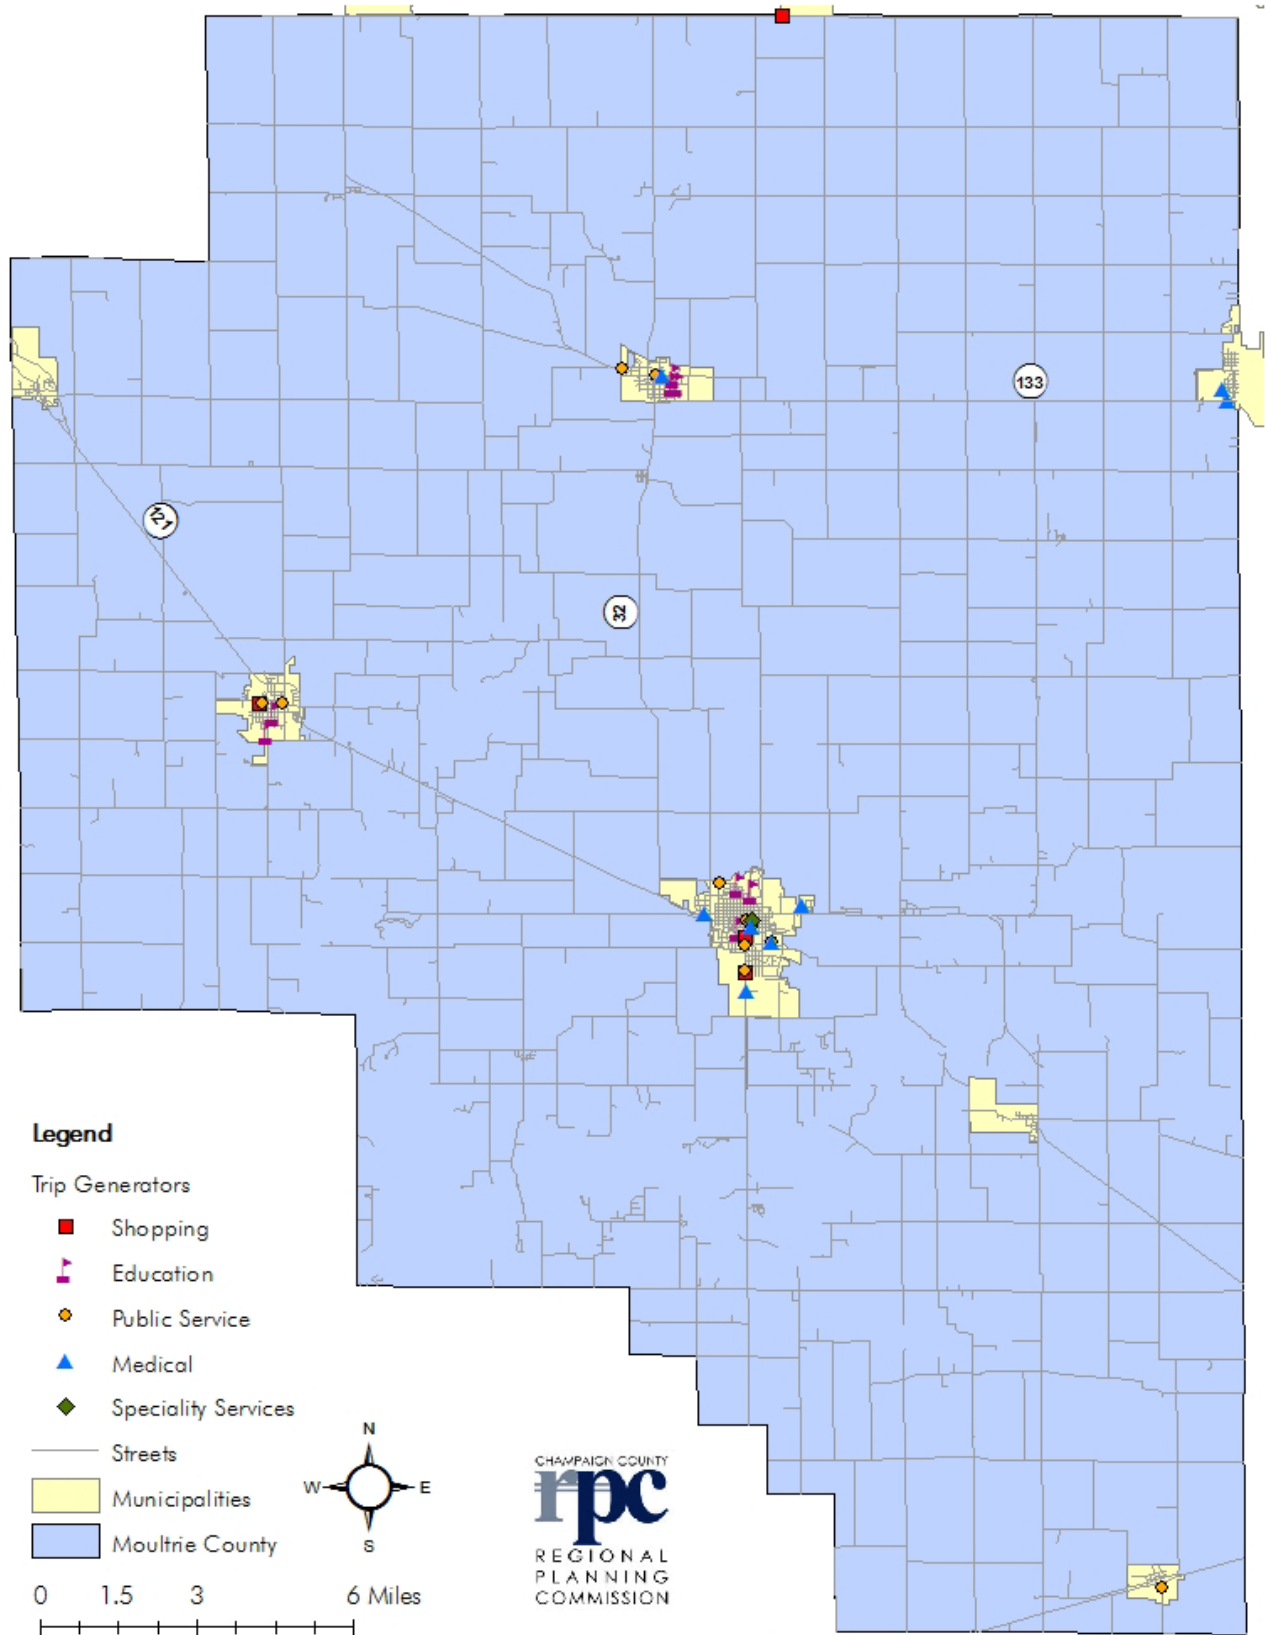 133
121
32
Legend
Trip Generators
Shopping
Education
Public Service
Medical
Speciality Services
Streets
Municipalities
Moultrie County
N
W
E
S
0 1.5 3 6 Miles
CHAMPAIGN COUNTY
rpc
REGIONAL
PLANNING
COMMISSION